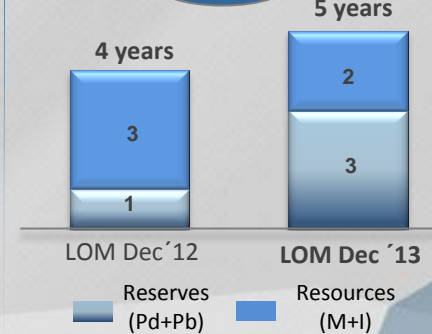 5 years
4 years
2
3
3
1
LOM Dec ´12
LOM Dec ´13
Reserves
(Pd+Pb)
Resources
(M+I)